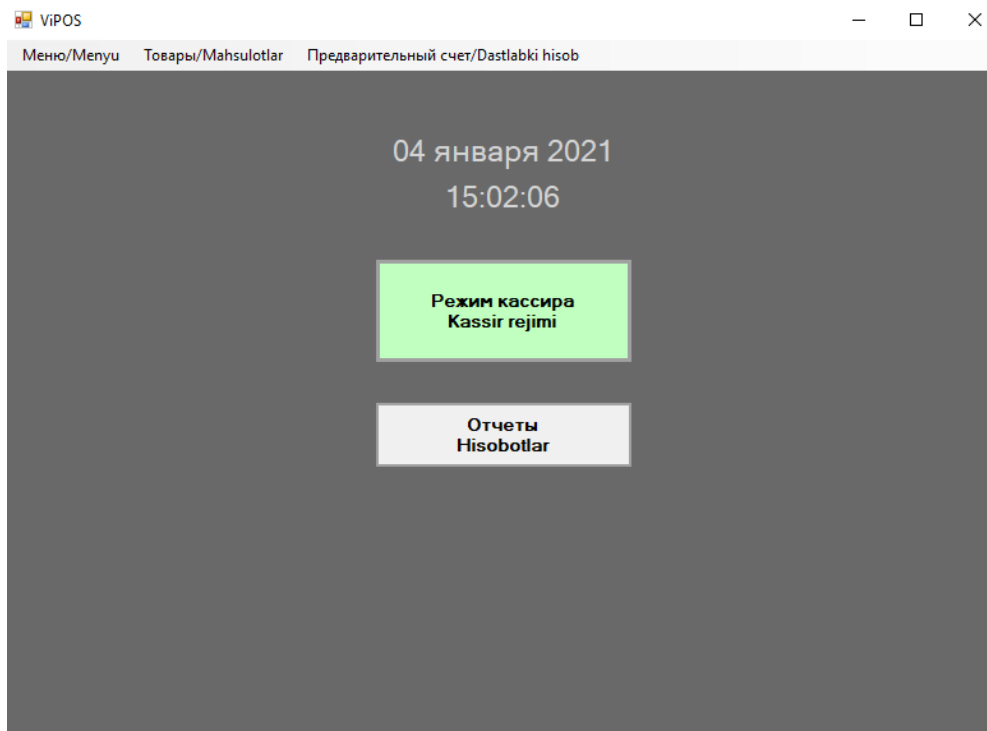 ViPOS
Меню/Menyu Товары/Mahsulotlar Предварительный счет/Dastlabki hisob
04 января 2021
15:02:06
Режим кассира
Kassir rejimi
Отчеты
Hisobotlar